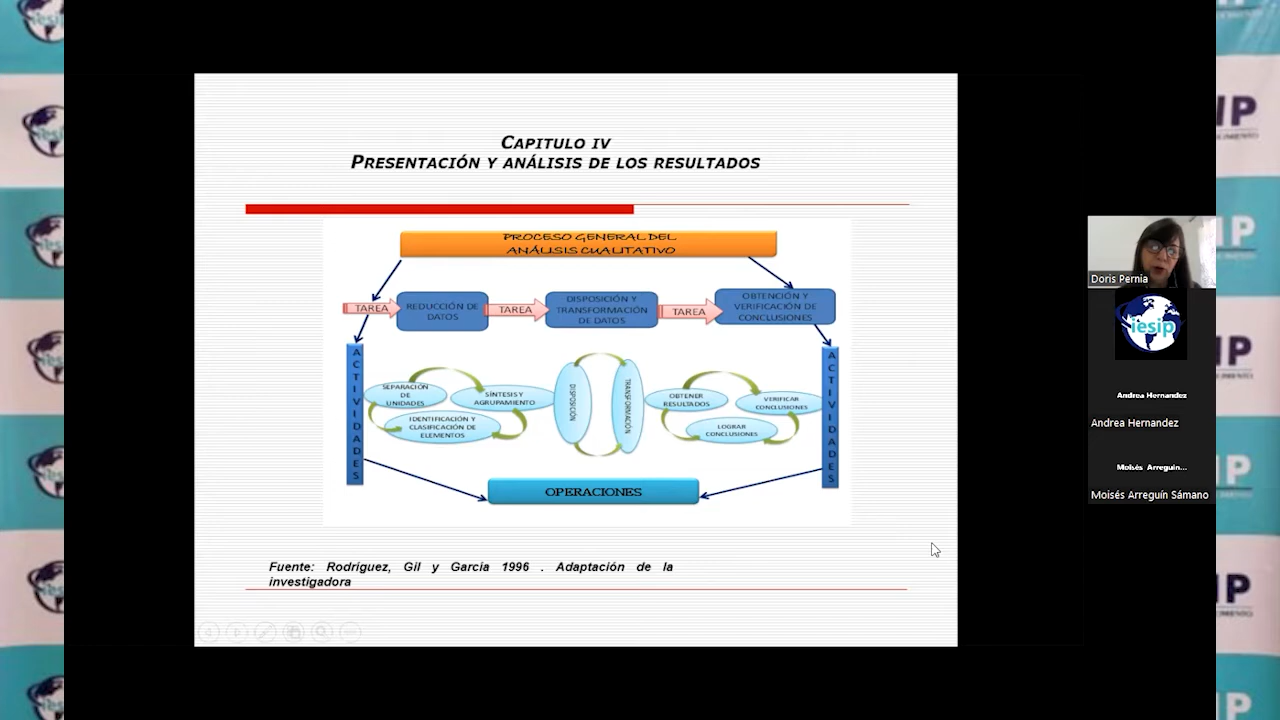 CAPITULO IV
PRESENTACIÓN Y ANÁLISIS DE LOS RESULTADOS
PROCESO GENERAL DEL
ANÁLISIS CUALITATIVO
TAREA
REDUCCIÓN DE
DATOS
TAREA
DISPOSICIÓN Y
TRANSFORMACIÓN
DE DATOS
TAREA
OBTENCIÓN Y
VERIFICACIÓN DE
CONCLUSIONES
ACTIVIDADES
SEPARACIÓN
DE
UNIDADES
SÍNTESIS Y
AGRUPAMIENTO
IDENTIFICACIÓN Y
CLASIFICACIÓN DE
ELEMENTOS
DISPOSICIÓN
TRANSFORMACIÓN
OBTENER
RESULTADOS
VERIFICAR
CONCLUSIONES
LOGRAR
CONCLUSIONES
ACTIVIDADES
OPERACIONES
Fuente: Rodríguez, Gil y García 1996 . Adaptación de la
investigadora
Doris Pernia
iesip
Andrea Hernandez
Andrea Hernandez
Moisés Arreguín...
Moisés Arreguín Sámano